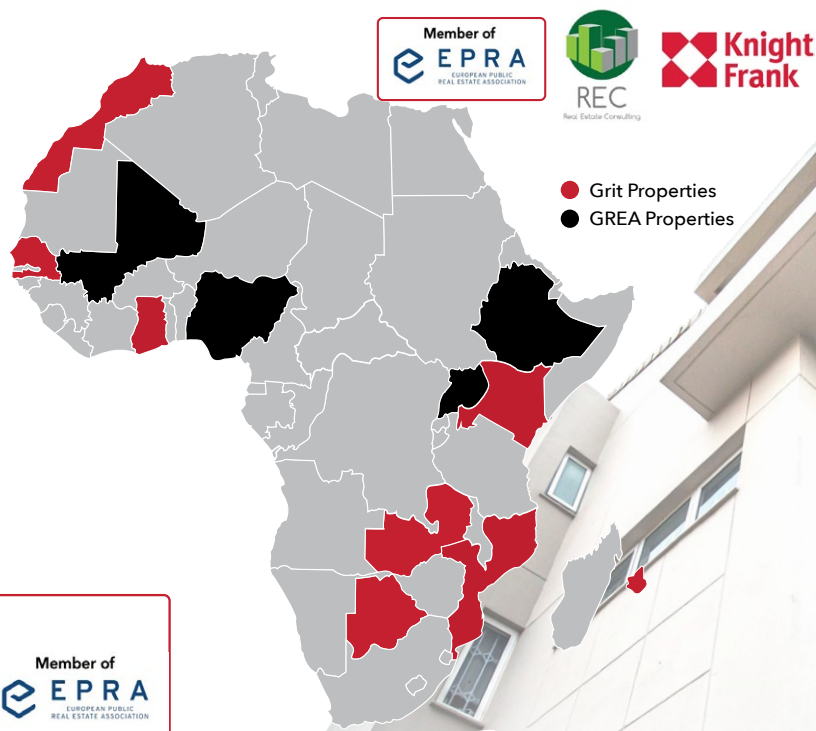 Member of
EPRA
EUROPEAN PUBLIC
REAL ESTATE ASSOCIATION
REC
Real Estate Consulting
Knight
Frank
Grit Properties
GREA Properties
Member of
EPRA
EUROPEAN PUBLIC
REAL ESTATE ASSOCIATION